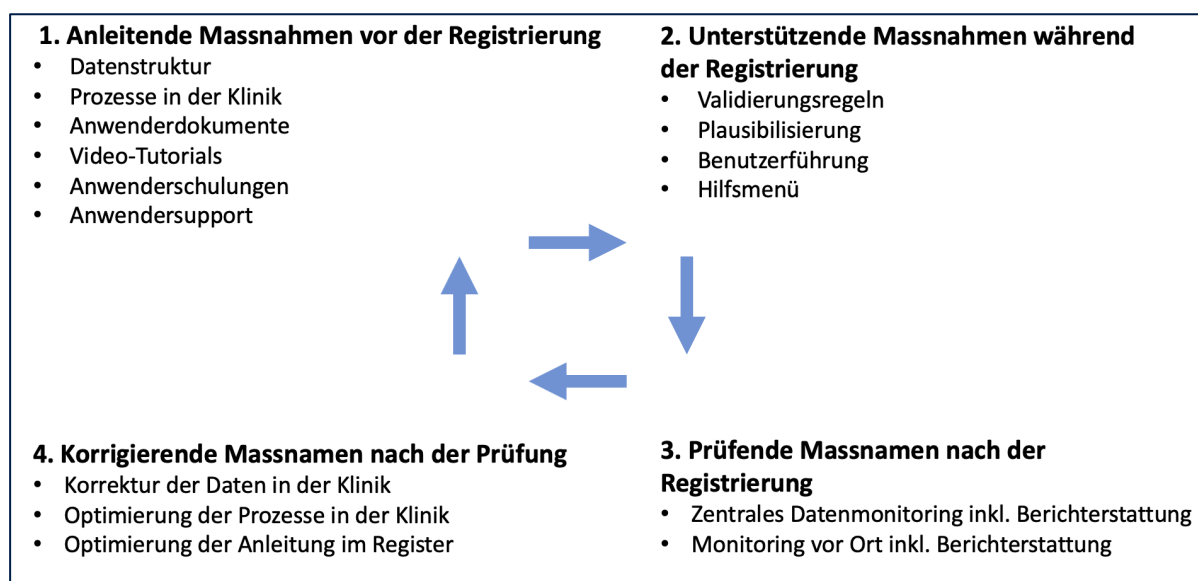 1. Anleitende Massnahmen vor der Registrierung
• Datenstruktur
• Prozesse in der Klinik
• Anwenderdokumente
• Video-Tutorials
• Anwenderschulungen
• Anwendersupport
2. Unterstützende Massnahmen während
der Registrierung
• Validierungsregeln
• Plausibilisierung
• Benutzerführung
• Hilfsmenü
3. Prüfende Massnamen nach der
Registrierung
• Zentrales Datenmonitoring inkl. Berichterstattung
• Monitoring vor Ort inkl. Berichterstattung
4. Korrigierende Massnamen nach der Prüfung
• Korrektur der Daten in der Klinik
• Optimierung der Prozesse in der Klinik
• Optimierung der Anleitung im Register